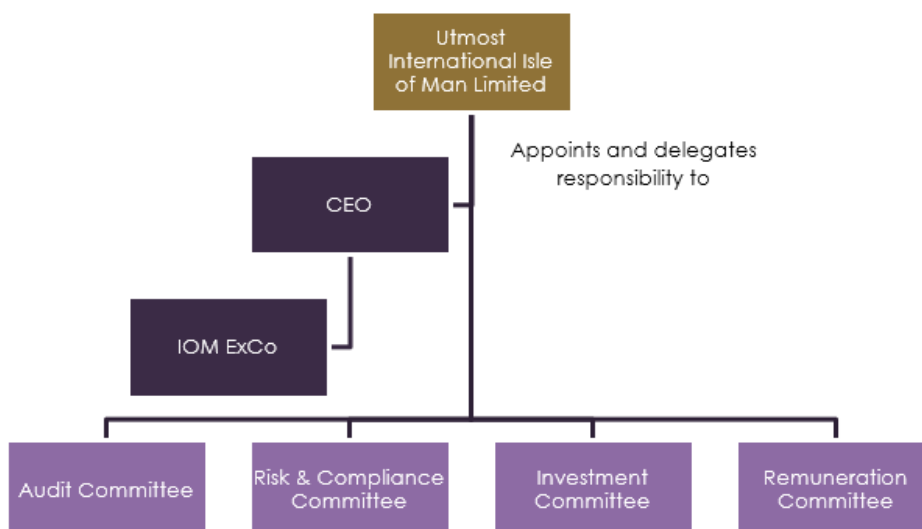 Utmost
International Isle
of Man Limited
Appoints and delegates
responsibility to
CEO
IOM ExCo
Audit Committee
Risk & Compliance
Committee
Investment
Committee
Remuneration
Committee